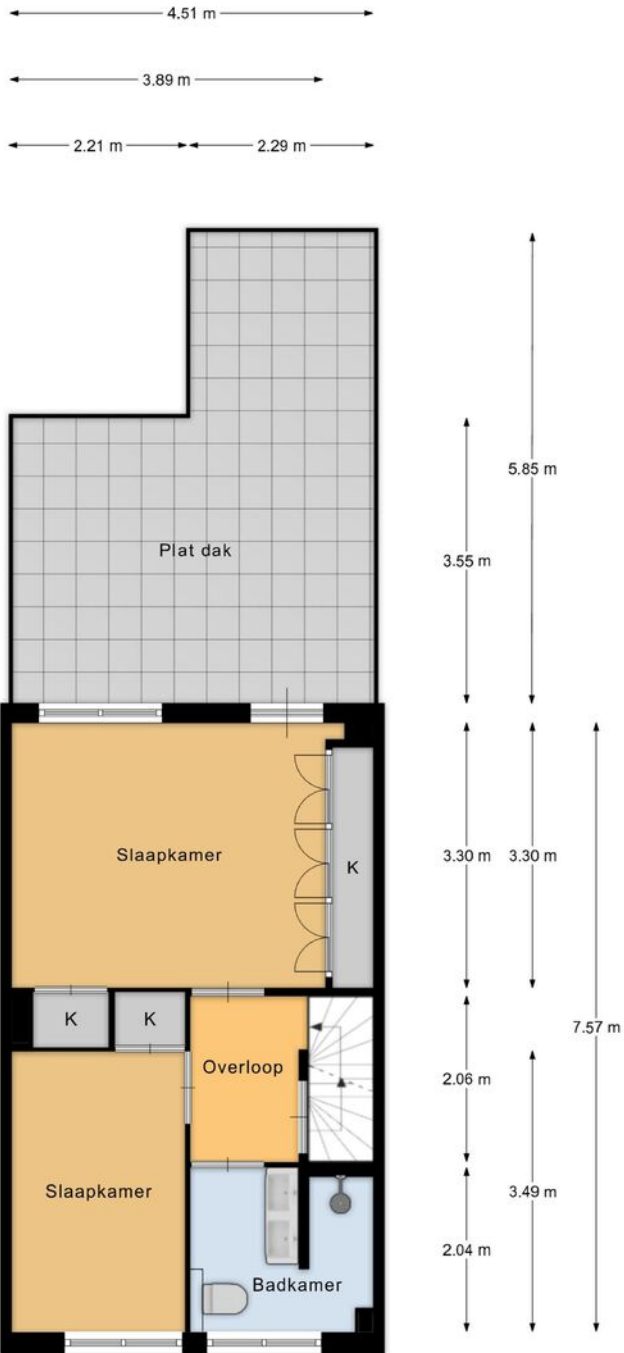 4.51 m
3.89 m
2.21 m
2.29 m
5.85 m
3.55 m
Plat dak
Slaapkamer
K
3.30 m
3.30 m
K
K
7.57 m
Overloop
2.06 m
Slaapkamer
3.49 m
2.04 m
Badkamer